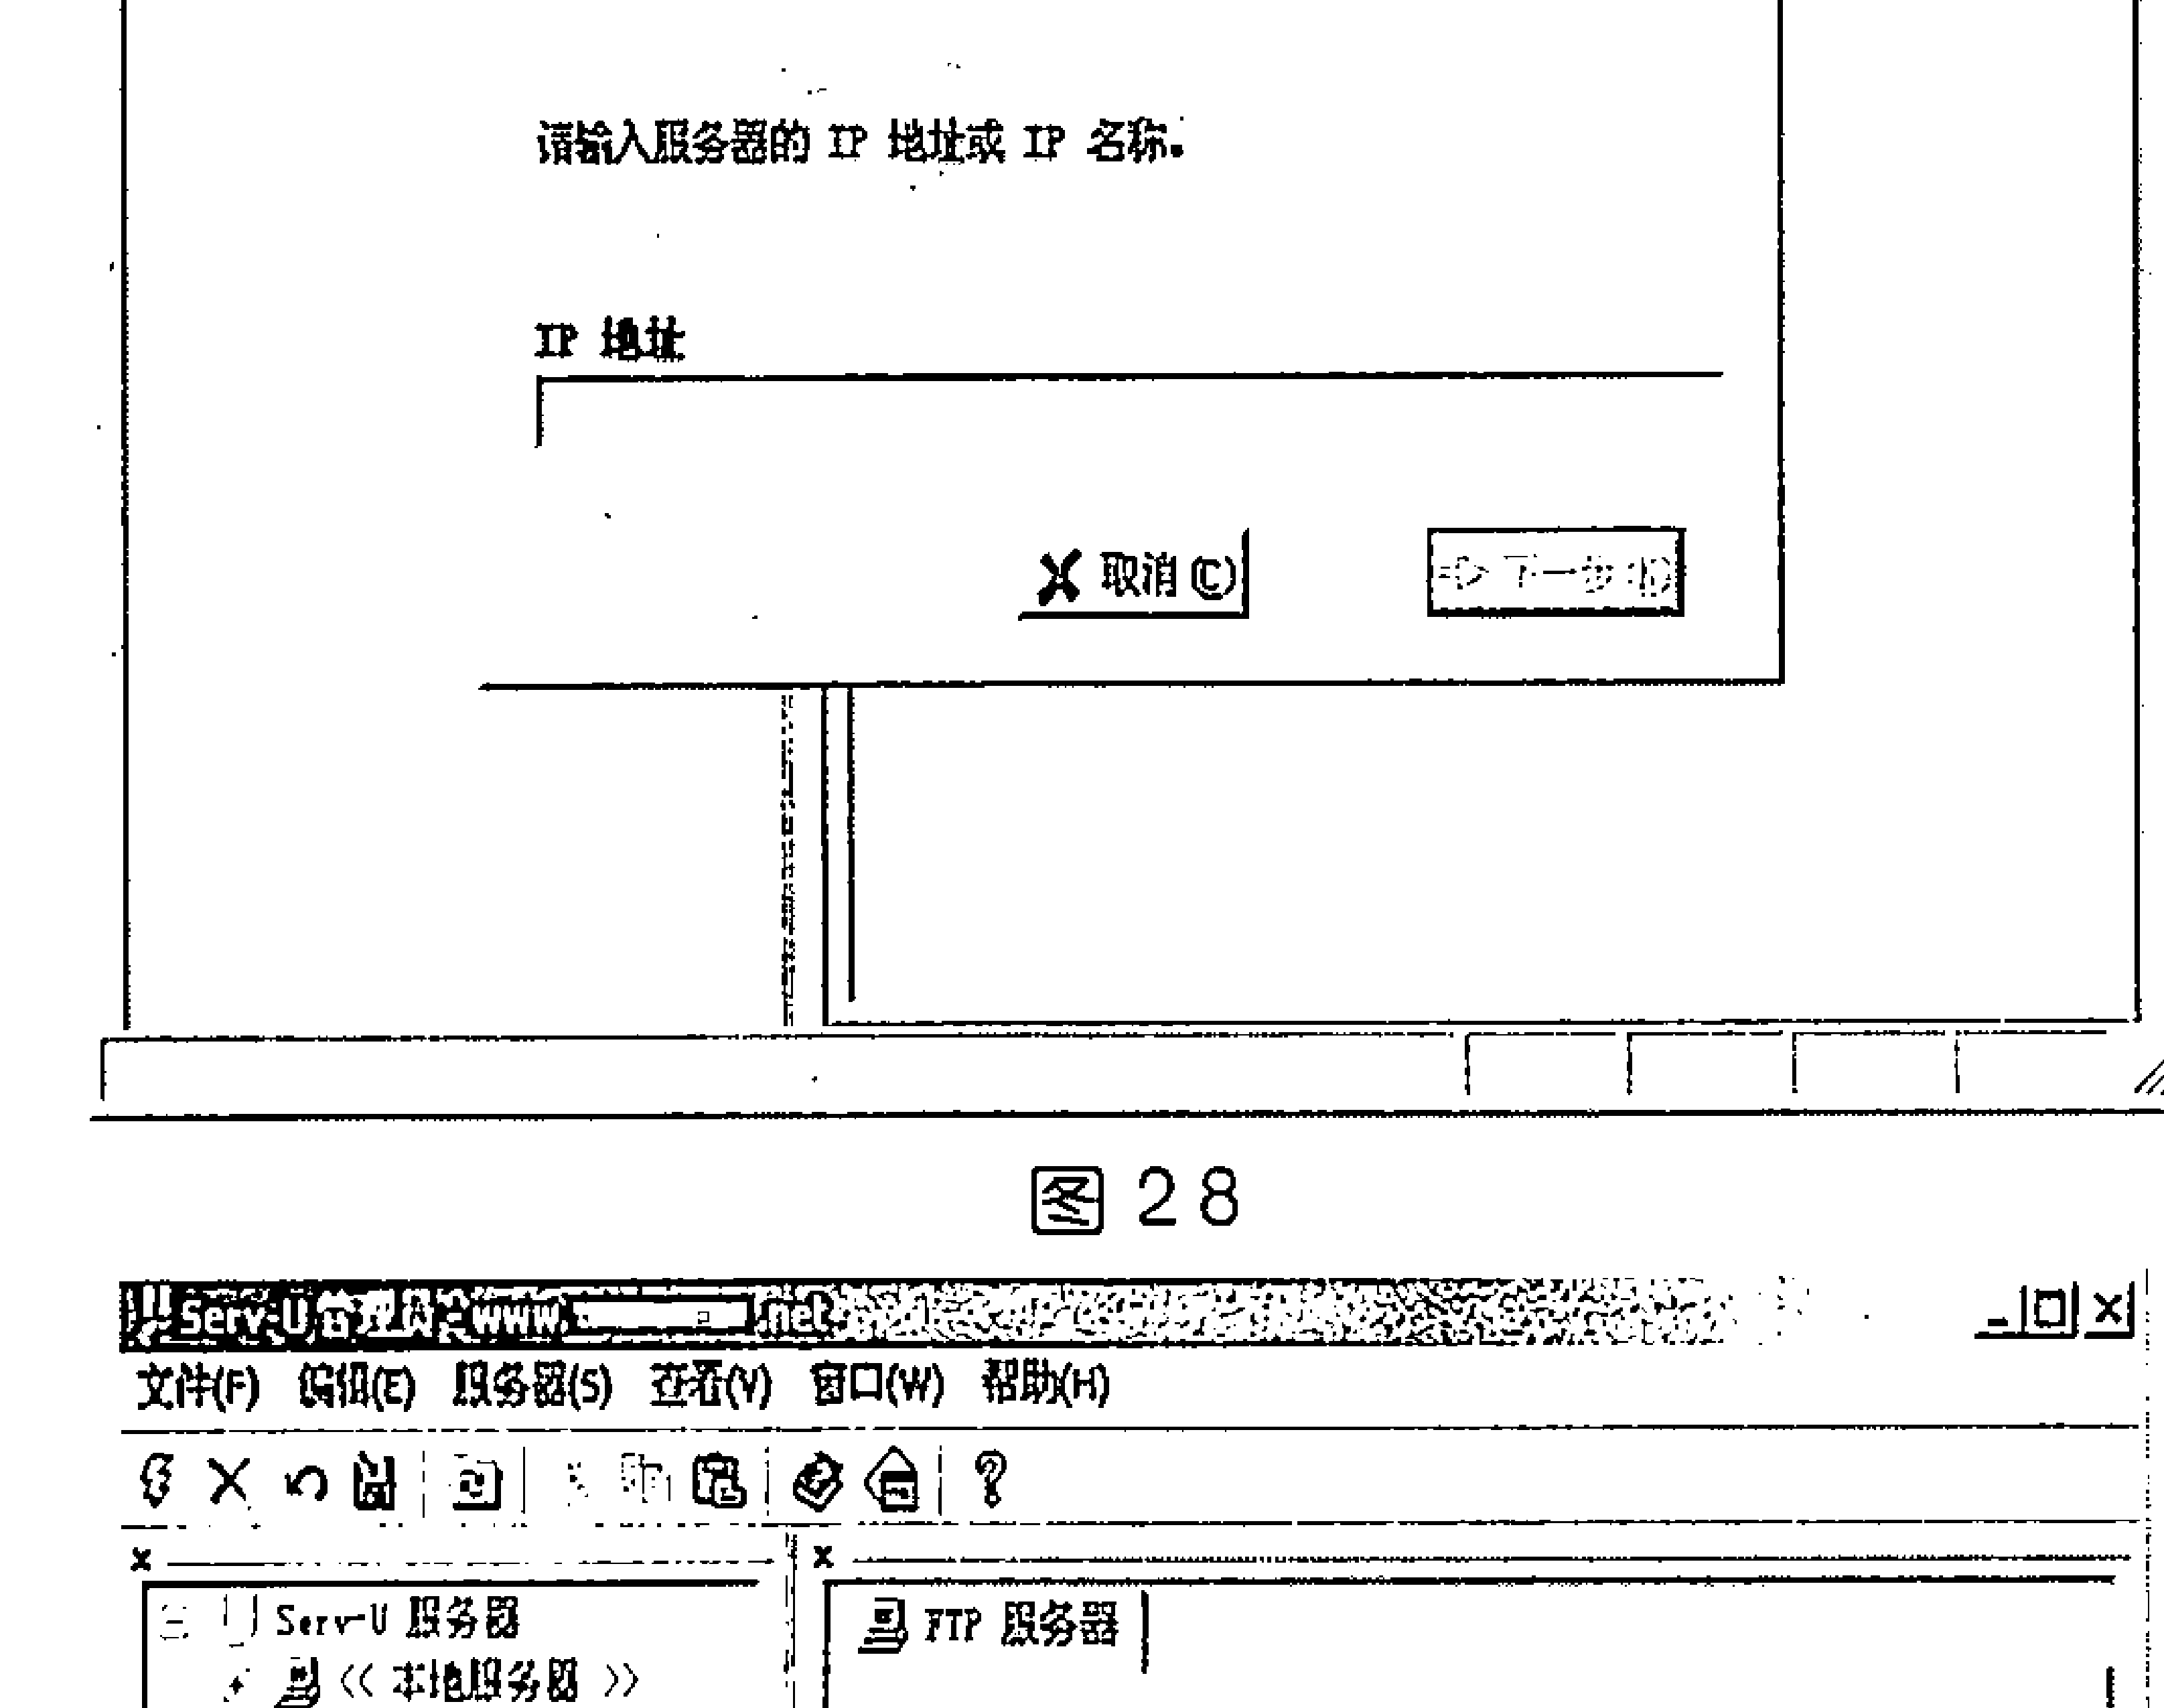 请输入服务器的 IP 地址或 IP 名称。
IP 地址
取消(C)
下一步
图28
Serv-U 管理员 www. .net
文件(F) 编辑(E) 服务器(S) 查看(V) 窗口(W) 帮助(H)
Serv-U 服务器
<< 本地服务器 >>
FTP 服务器